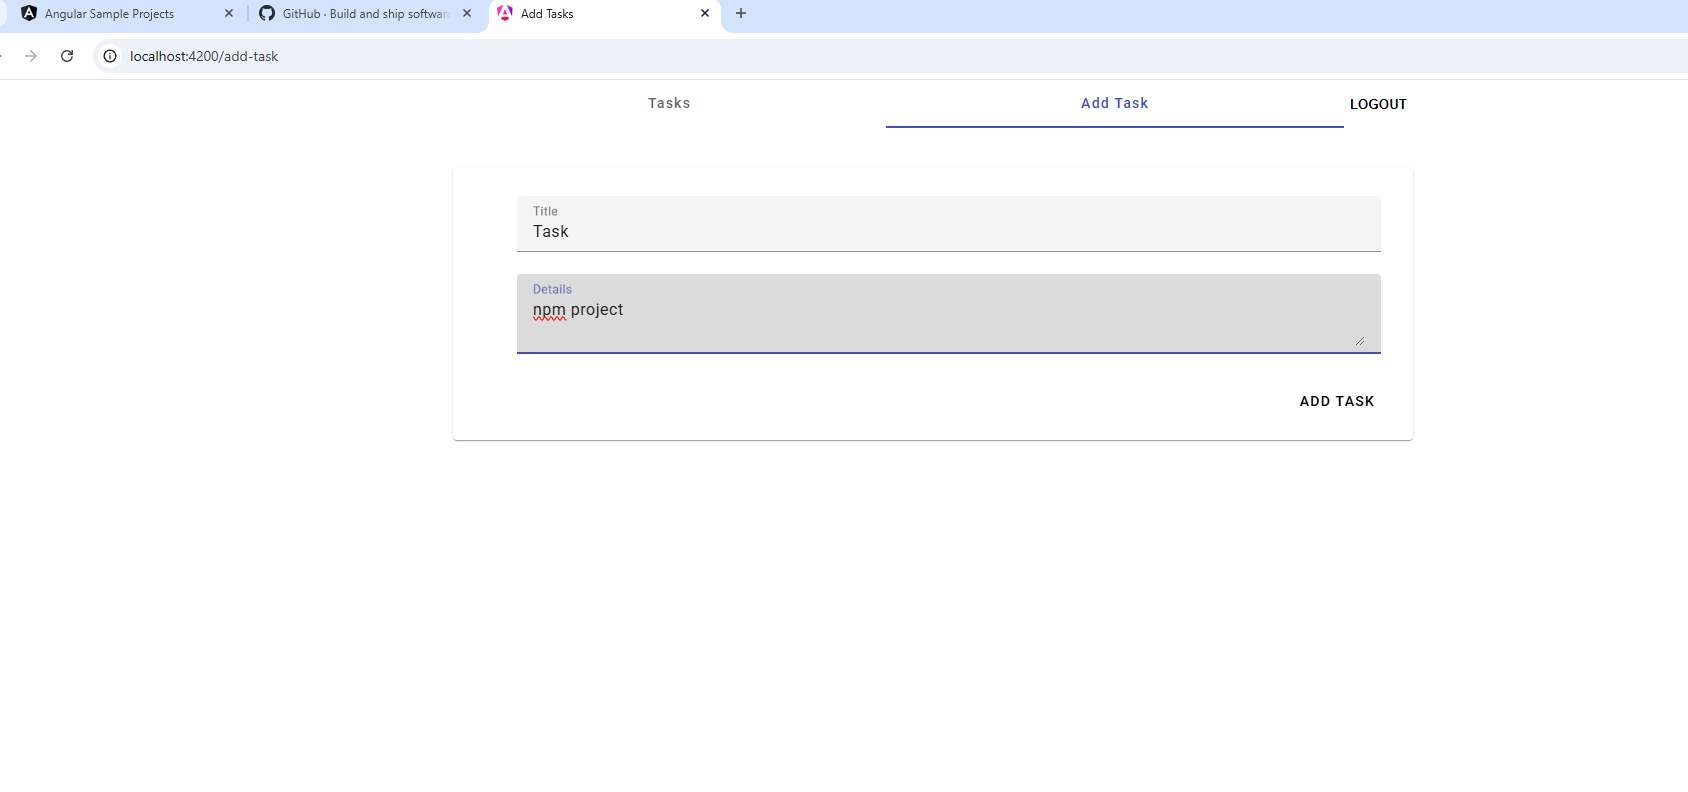 Angular Sample Projects
GitHub · Build and ship softwar
Add Tasks
localhost:4200/add-task
Tasks
Add Task
LOGOUT
Title
Task
Details
npm project
ADD TASK